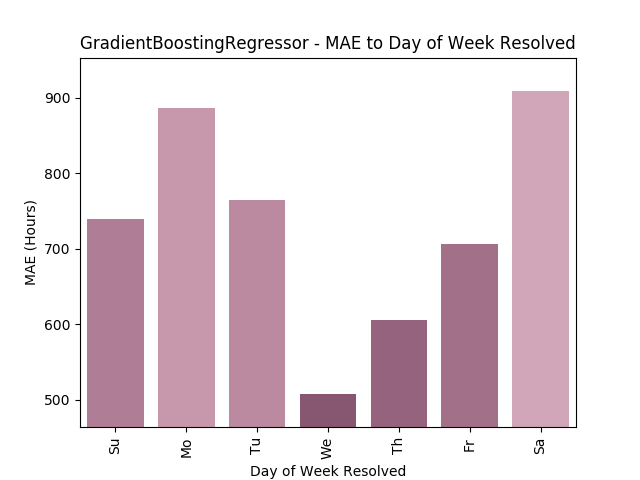 GradientBoostingRegressor - MAE to Day of Week Resolved
900
800
700
600
500
MAE (Hours)
Su
Mo
Tu
We
Th
Fr
Sa
Day of Week Resolved